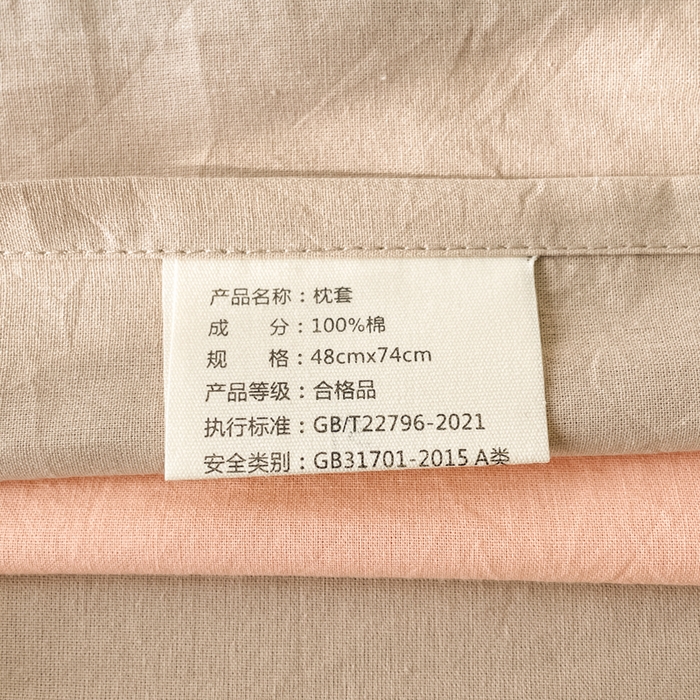 产品名称：枕套
成　　分：100%棉
规　　格：48cmx74cm
产品等级：合格品
执行标准：GB/T22796-2021
安全类别：GB31701-2015 A类